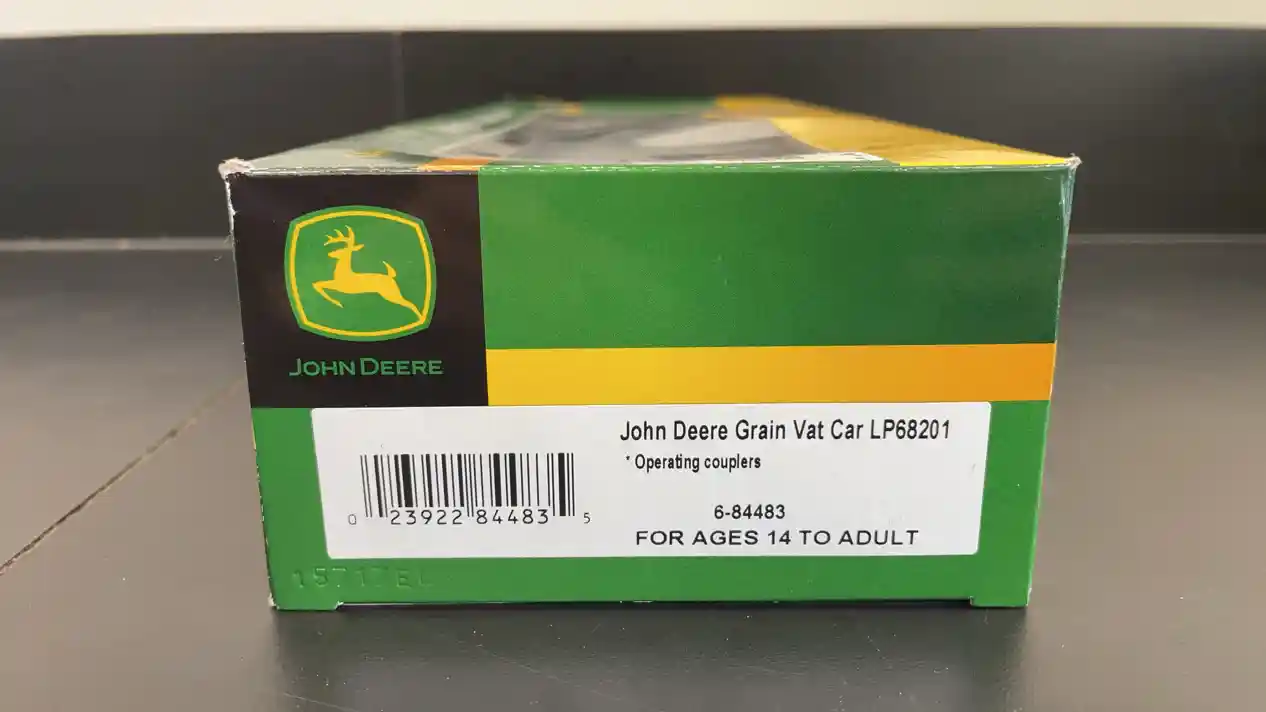 JOHN DEERE
John Deere Grain Vat Car LP68201
* Operating couplers
0 23922 84483 5
6-84483
FOR AGES 14 TO ADULT